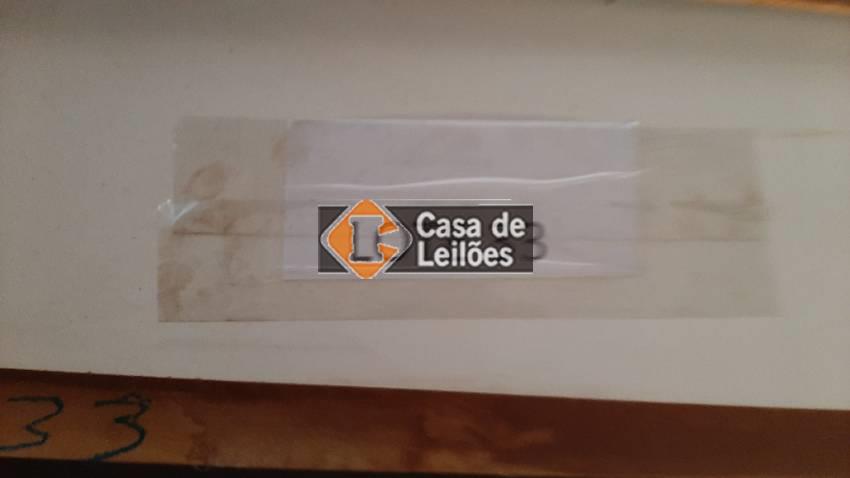 Casa de
Leilões
33